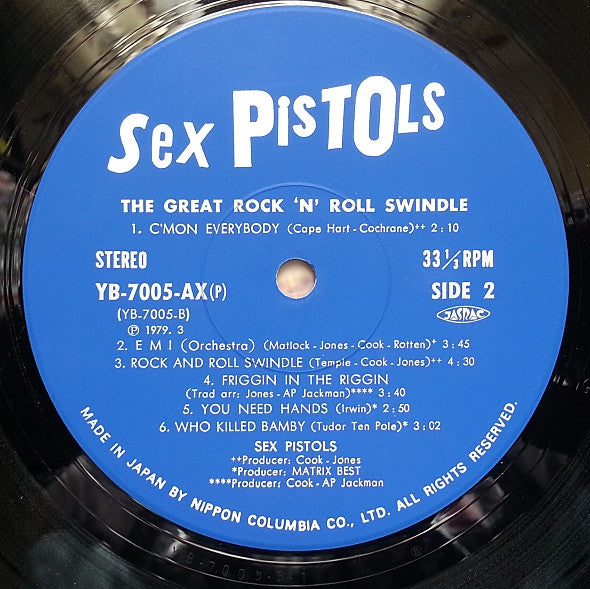 Sex PISTOLS
THE GREAT ROCK 'N' ROLL SWINDLE
1. C'MON EVERYBODY (Cape Hart - Cochrane)++ 2:10
STEREO
33 1/3 RPM
YB-7005-AX(P)
SIDE 2
(YB-7005-B)
JASRAC
Ⓟ 1979. 3
2. E M I (Orchestra) (Matlock - Jones - Cook - Rotten)+ 3:45
3. ROCK AND ROLL SWINDLE (Temple - Cook - Jones)++ 4:30
4. FRIGGIN IN THE RIGGIN
(Trad arr: Jones - AP Jackman)**** 3:40
5. YOU NEED HANDS (Irwin)* 2:50
6. WHO KILLED BAMBY (Tudor Ten Pole)* 3:02
SEX PISTOLS
++Producer: Cook - Jones
*Producer: MATRIX BEST
****Producer: Cook - AP Jackman
MADE IN JAPAN BY NIPPON COLUMBIA CO., LTD. ALL RIGHTS RESERVED.
YB-7005-B-1